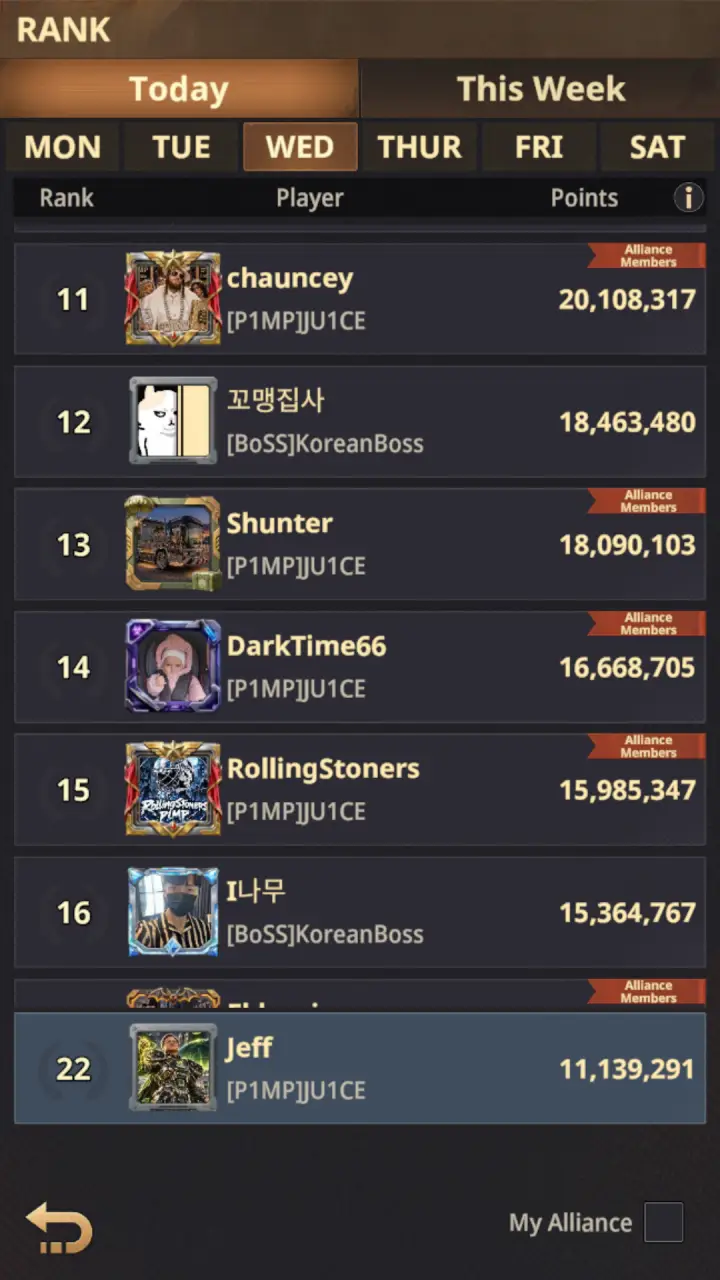 RANK
Today
This Week
MON
TUE
WED
THUR
FRI
SAT
Rank
Player
Points
Alliance
Members
11
chauncey
[P1MP]JU1CE
20,108,317
12
꼬맹집사
[BoSS]KoreanBoss
18,463,480
Alliance
Members
13
Shunter
[P1MP]JU1CE
18,090,103
Alliance
Members
14
DarkTime66
[P1MP]JU1CE
16,668,705
Alliance
Members
15
RollingStoners
PIMP
RollingStoners
[P1MP]JU1CE
15,985,347
16
I나무
[BoSS]KoreanBoss
15,364,767
Alliance
Members
22
Jeff
[P1MP]JU1CE
11,139,291
My Alliance